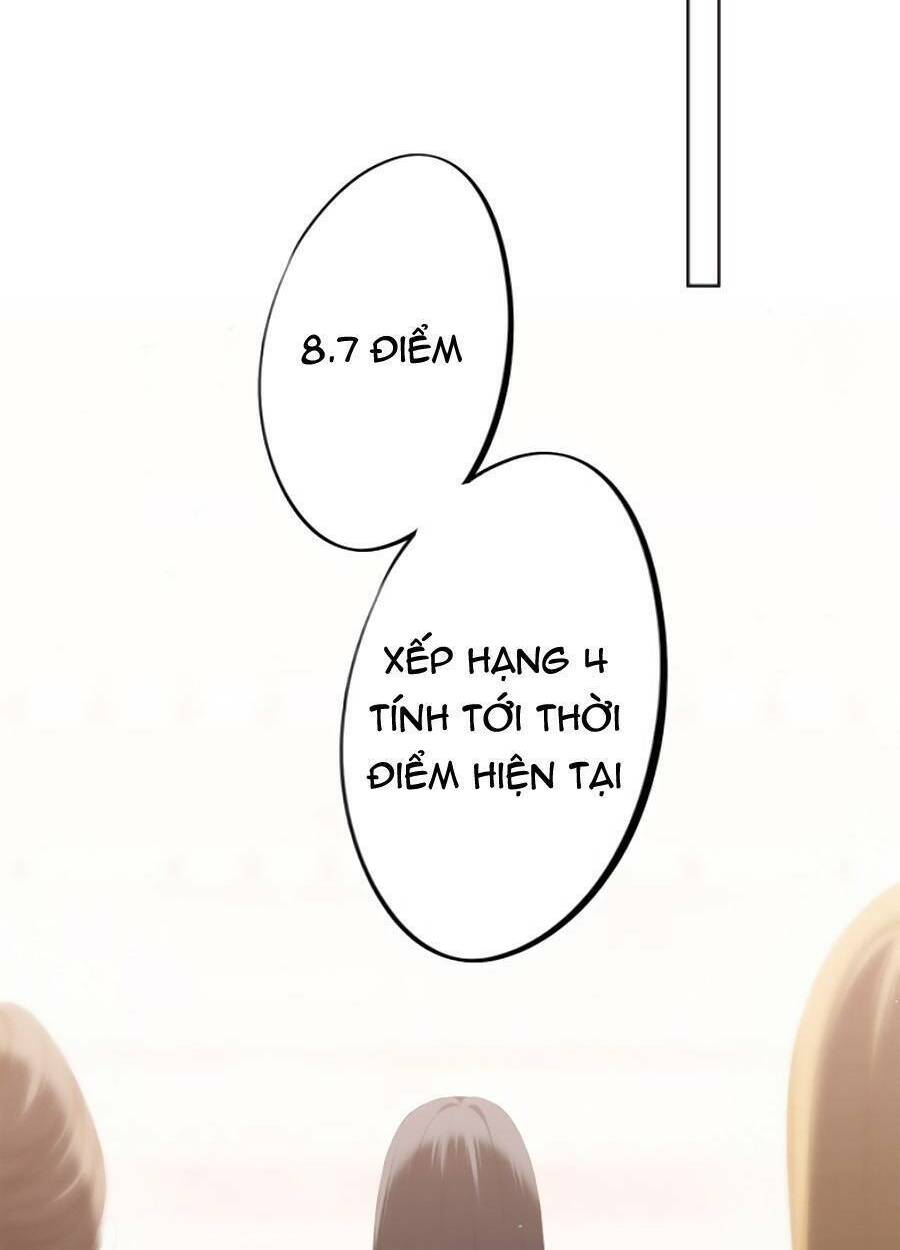 8.7 ĐIỂM
XẾP HẠNG 4
TÍNH TỚI THỜI
ĐIỂM HIỆN TẠI